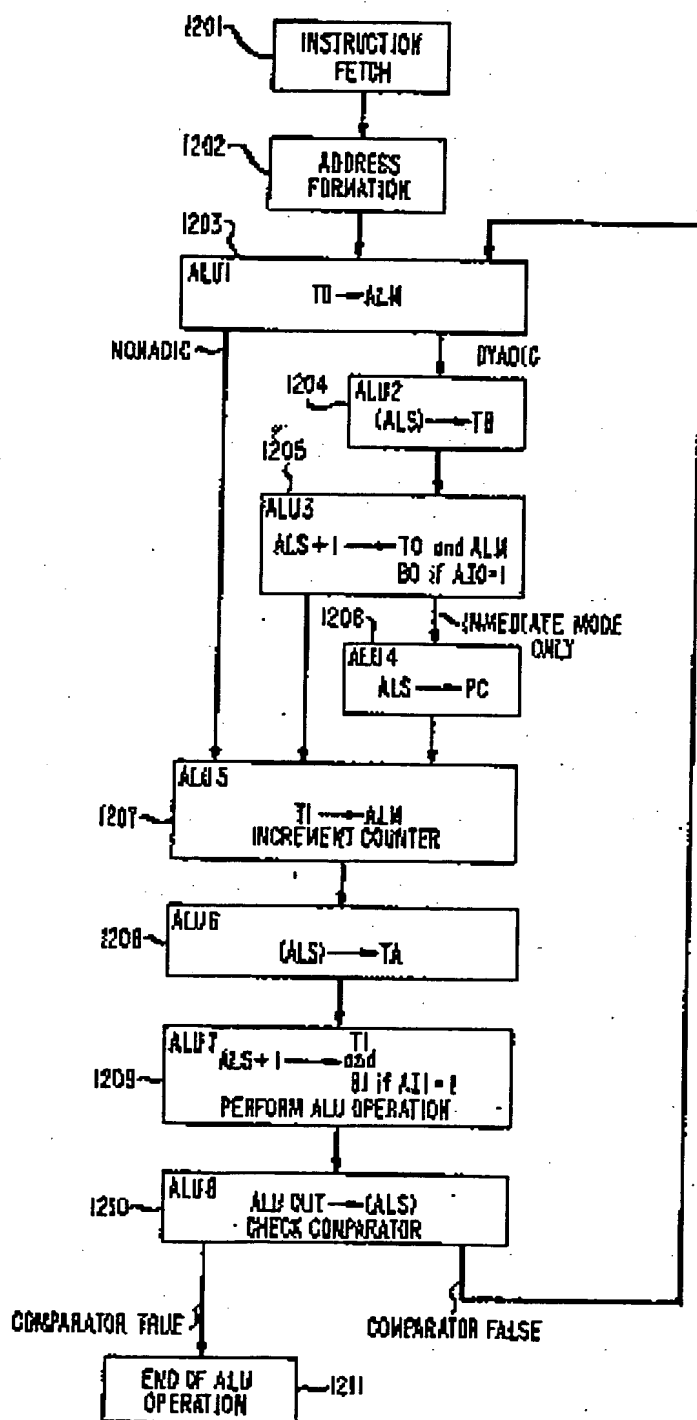 1201
INSTRUCTION
FETCH
1202
ADDRESS
FORMATION
1203
ALU1
T0 → ALM
MONADIC
DYADIC
1204
ALU2
(ALS) → TB
1205
ALU3
ALS + 1 → T0 and ALM
B0 if AI0=1
1206
IMMEDIATE MODE
ONLY
ALU4
ALS → PC
ALU5
1207
T1 → ALM
INCREMENT COUNTER
ALU6
1208
(ALS) → TA
ALU7
T1
ALS + 1 → and
B1 if AI1 = 1
1209
PERFORM ALU OPERATION
ALU8
1210
ALU OUT → (ALS)
CHECK COMPARATOR
COMPARATOR TRUE
COMPARATOR FALSE
END OF ALU
OPERATION
1211